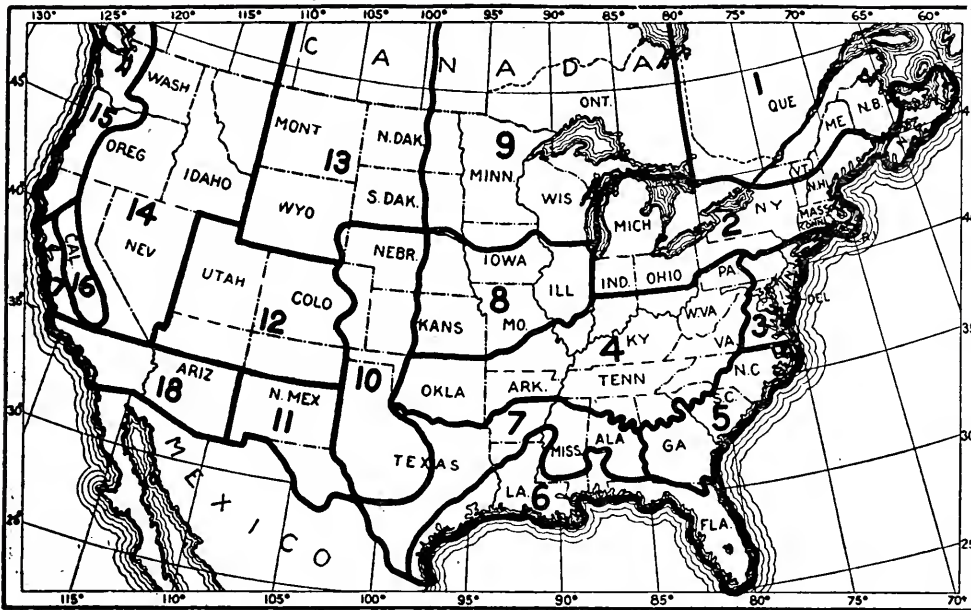 130° 125° 120° 115° 110° 105° 100° 95° 90° 85° 80° 75° 70° 65° 60°
C A N A D A
1
QUE
WASH
45
ONT.
N.B.
ME
15
MONT
N.DAK.
9
OREG
13
MINN.
VT.
N.H.
IDAHO
S.DAK.
WIS
MICH
NY
MASS
CONN
R
40
14
WYO
2
NEV
NEBR.
IOWA
PA
CAL
UTAH
IND.
OHIO
ILL
35
16
COLO
8
W.VA
DEL
12
KANS
MO.
KY
VA
3
4
ARIZ
10
TENN
N.C
18
N.MEX
OKLA
ARK.
S.C.
5
30
11
7
MISS
ALA
GA
30
TEXAS
LA.
6
FLA.
25
MEXICO
25
115° 110° 105° 100° 95° 90° 85° 80° 75° 70°